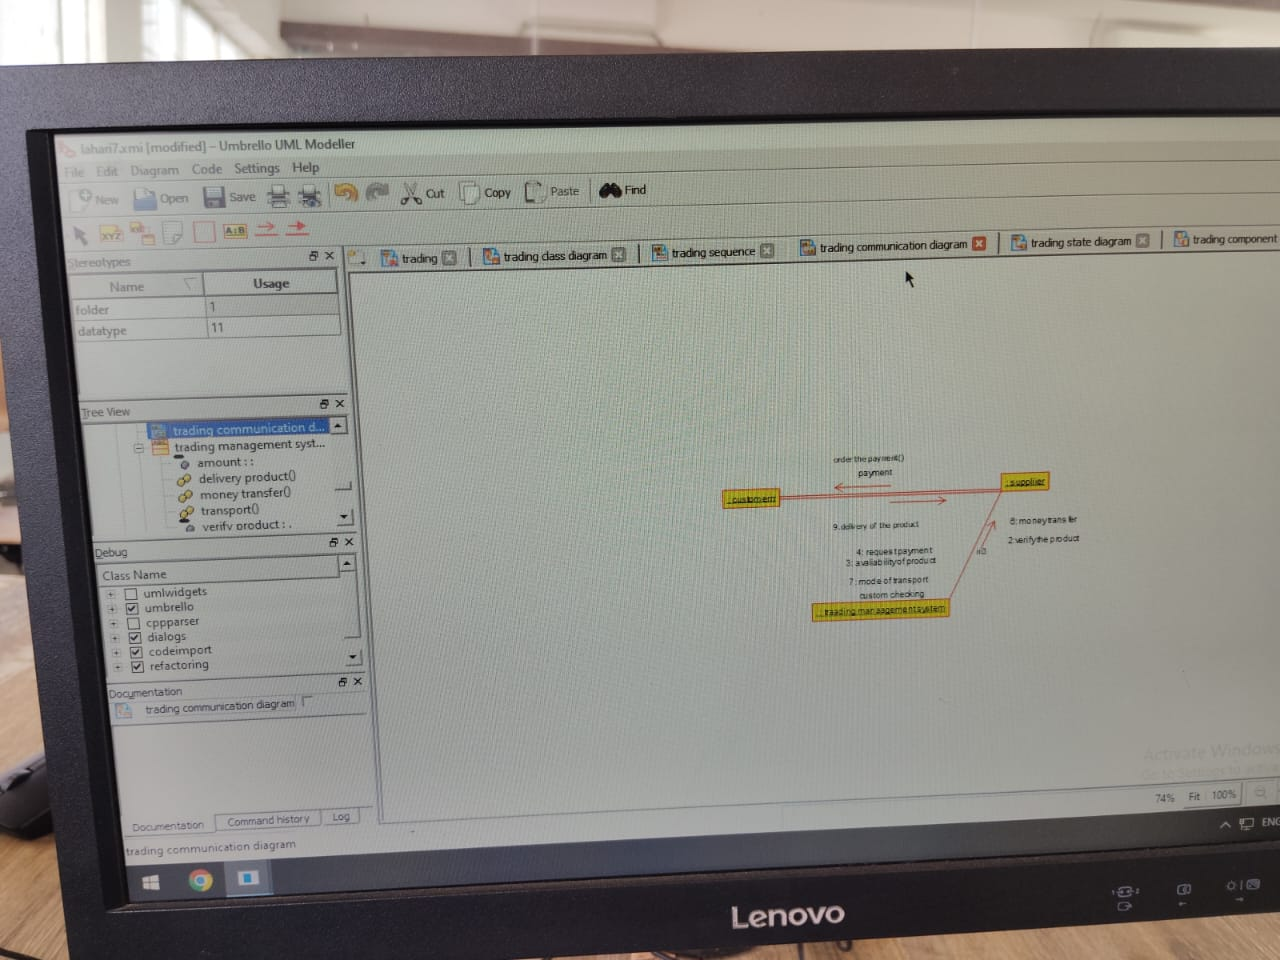 lahari7.xmi [modified] – Umbrello UML Modeller
File Edit Diagram Code Settings Help
New Open Save Cut Copy Paste Find
XYZ A:B
Stereotypes
trading
trading class diagram
trading sequence
trading communication diagram
trading state diagram
trading component
Name Usage
folder 1
datatype 11
Tree View
trading communication d...
trading management syst...
amount : :
delivery product()
money transfer()
transport()
verify product : .
Debug
Class Name
umlwidgets
umbrello
cppparser
dialogs
codeimport
refactoring
Documentation
trading communication diagram
Documentation Command history Log
trading communication diagram
order the payment()
payment
: supplier
9.delivery of the product
8: money transfer
2:verify the product
4: request payment
3: availability of product
7: mode of transport
custom checking
Activate Windows
74% Fit 100%
ENG
Lenovo